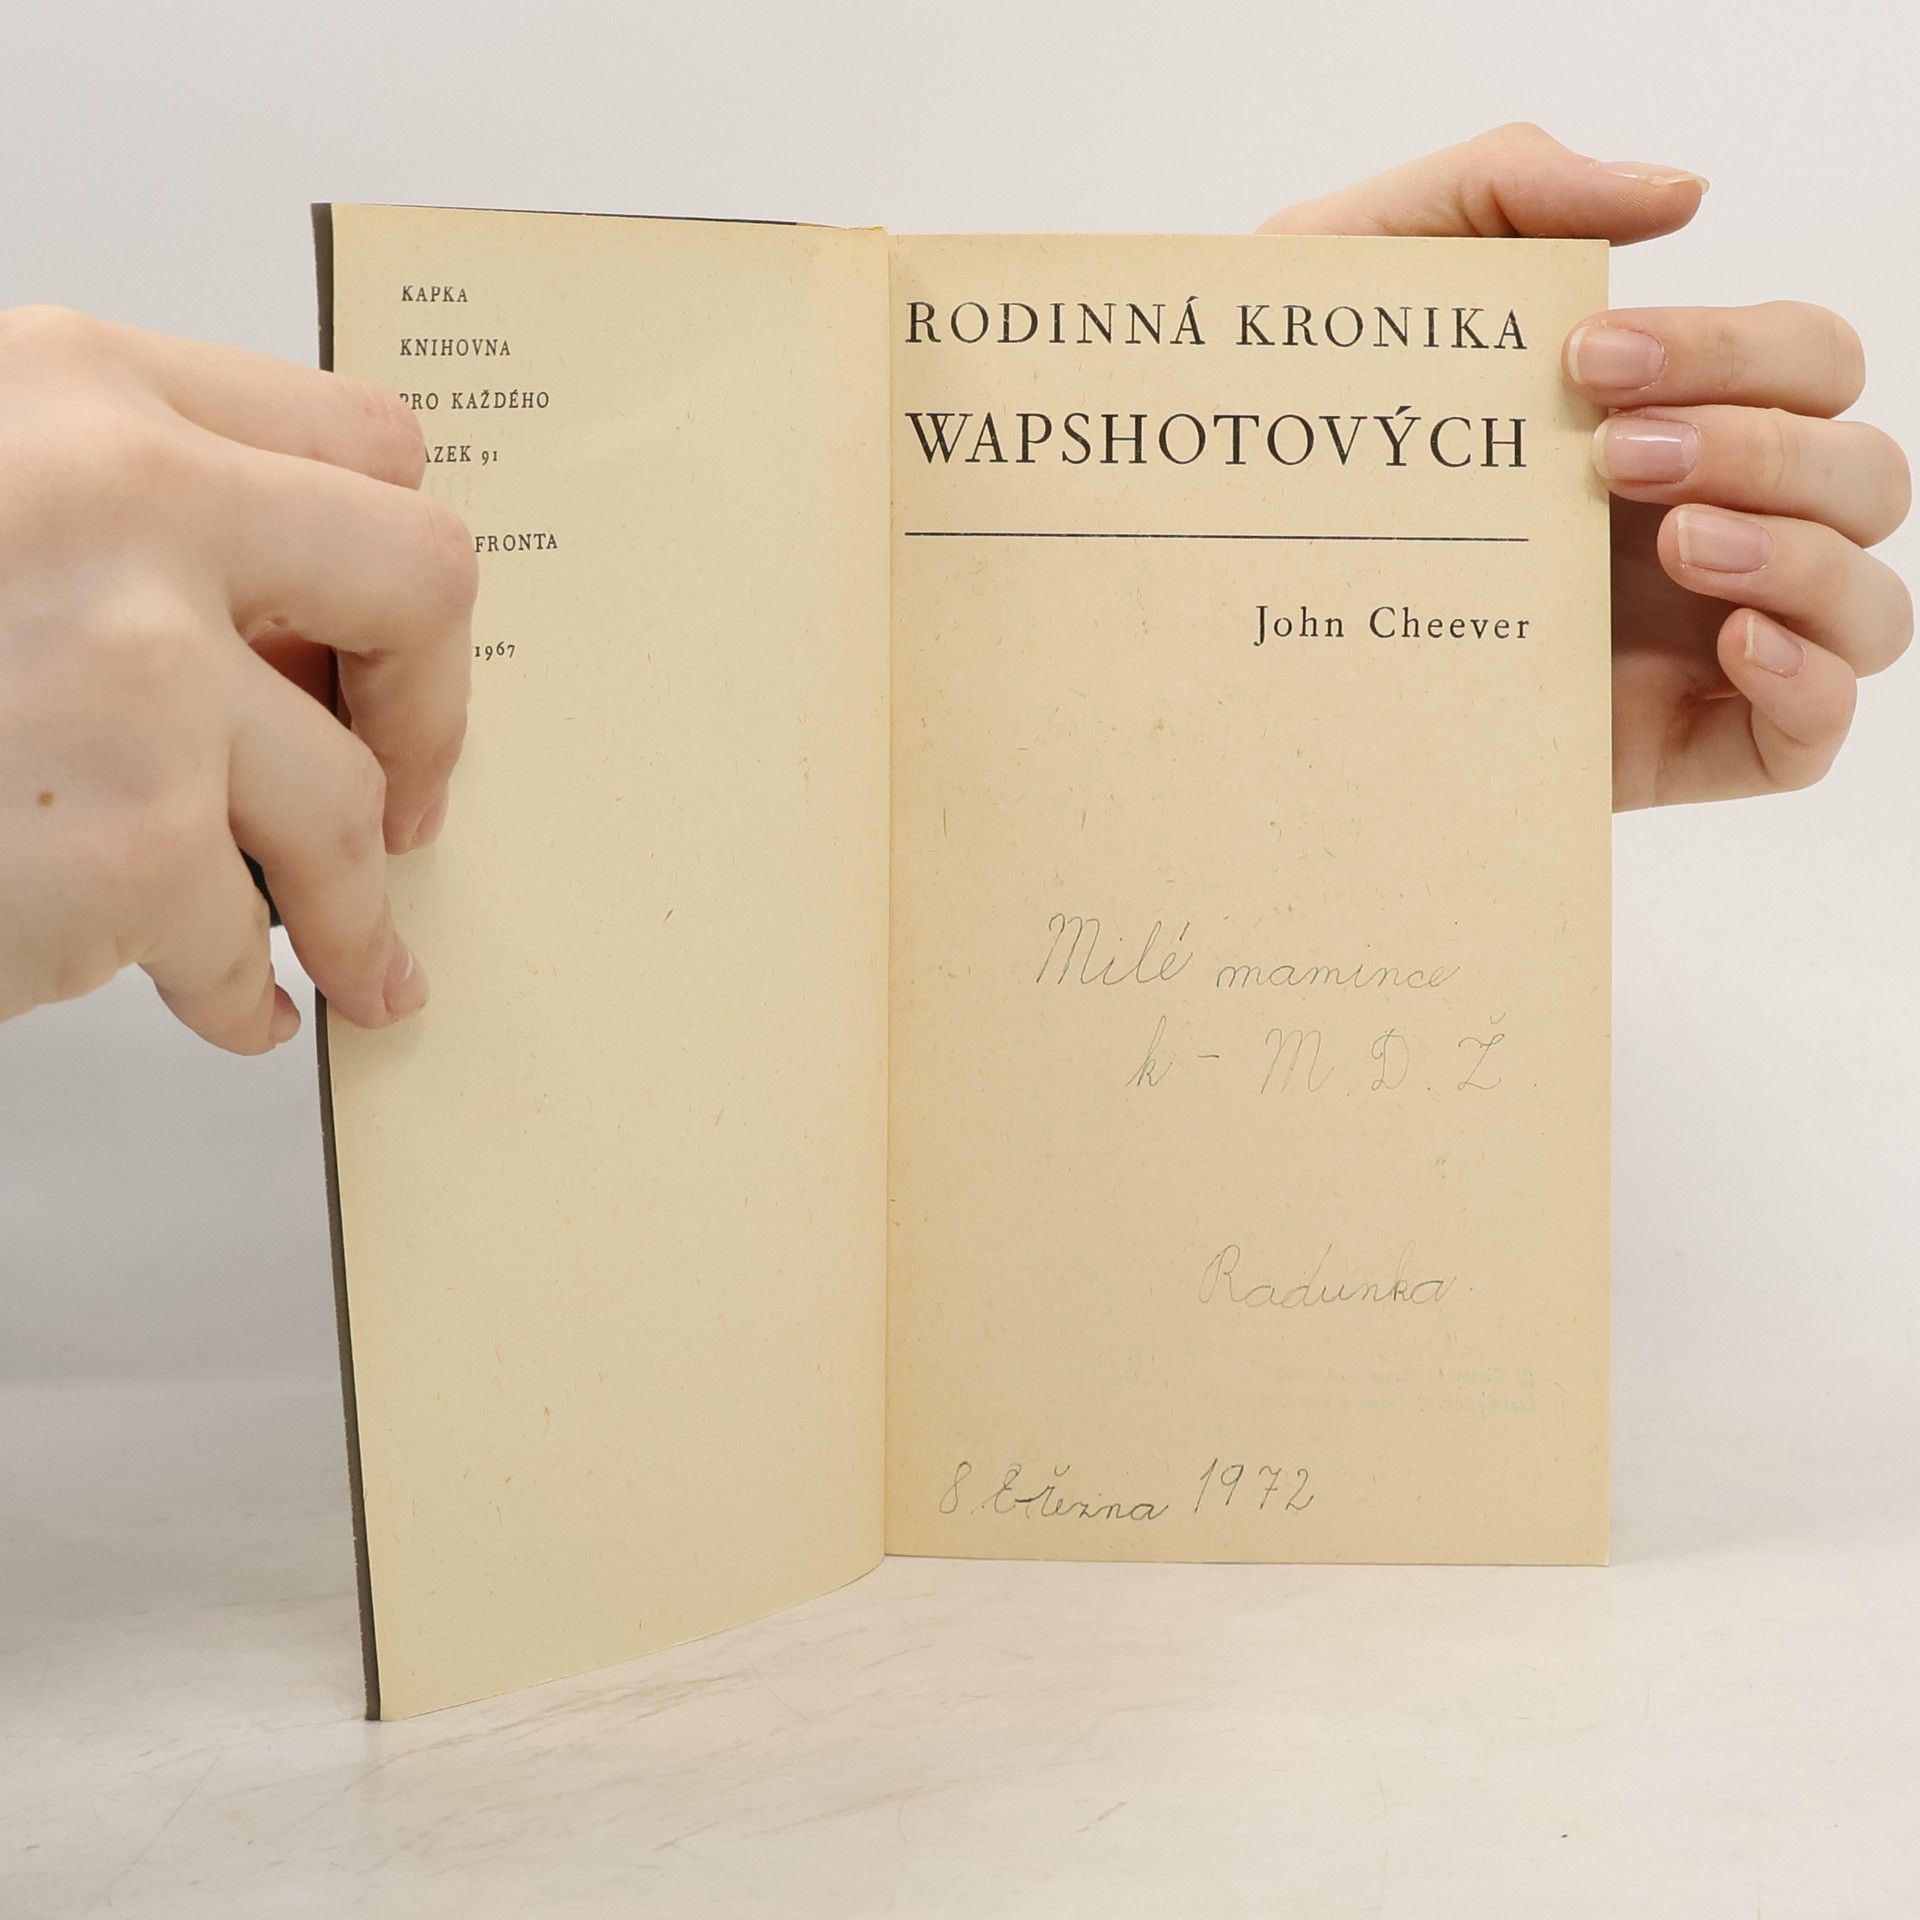 KAPKA
KNIHOVNA
PRO KAŽDÉHO
AZEK 91
FRONTA
1967
RODINNÁ KRONIKA
WAPSHOTOVÝCH
John Cheever
Milé mamince
k – M D. Ž.
Radunka.
8. března 1972